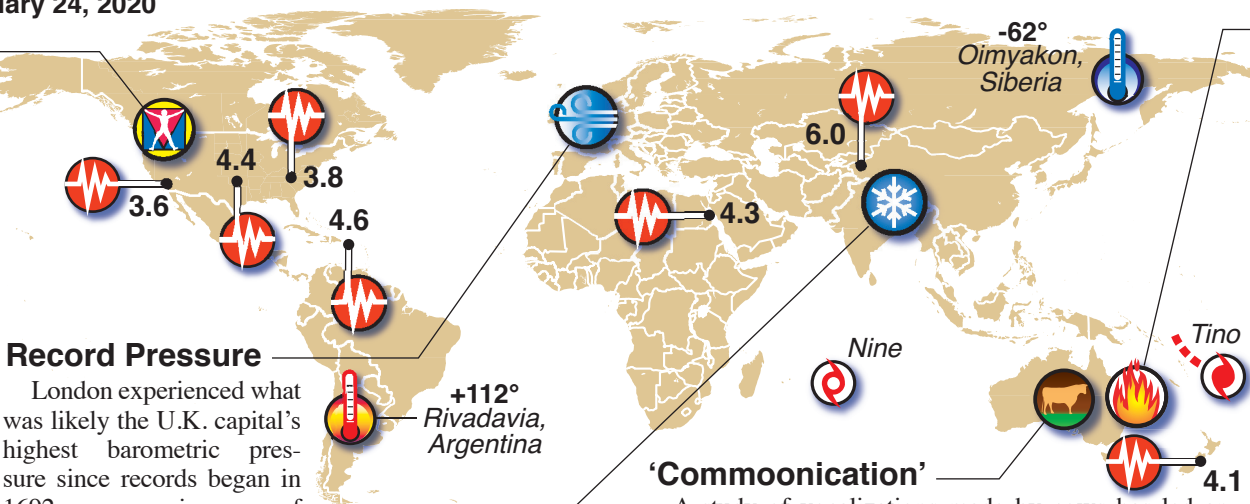 uary 24, 2020
-62°
Oimyakon,
Siberia
6.0
4.4
3.8
3.6
4.6
4.3
Nine
Tino
Record Pressure
London experienced what
was likely the U.K. capital's
highest barometric pres-
sure since records began in
+112°
Rivadavia,
Argentina
'Commoonication'
4.1